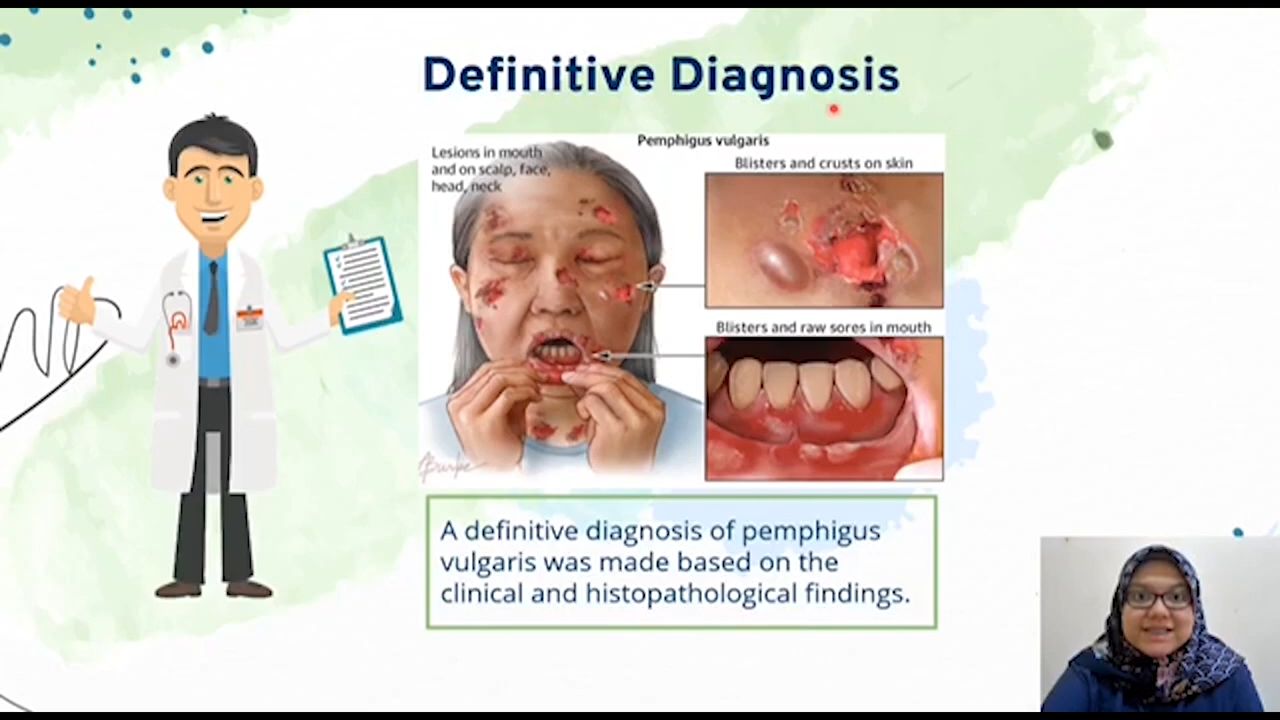 Definitive Diagnosis
Pemphigus vulgaris
Lesions in mouth
and on scalp, face,
head, neck
Blisters and crusts on skin
Blisters and raw sores in mouth
A definitive diagnosis of pemphigus
vulgaris was made based on the
clinical and histopathological findings.